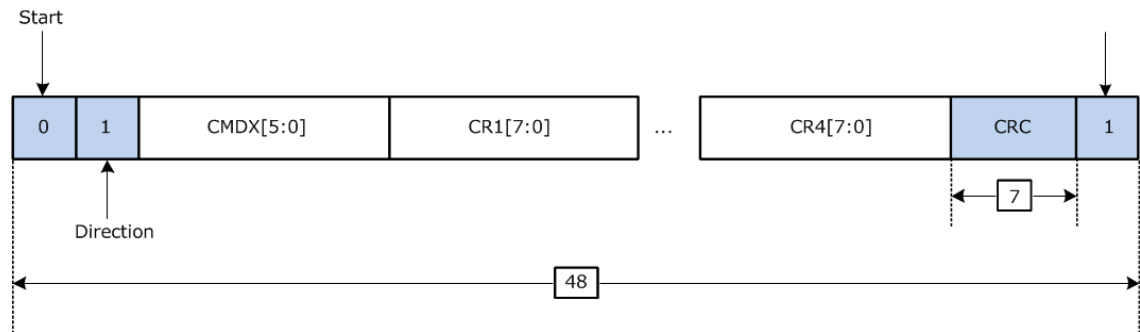 Start
0 1 CMDX[5:0] CR1[7:0] ... CR4[7:0] CRC 1
7
Direction
48